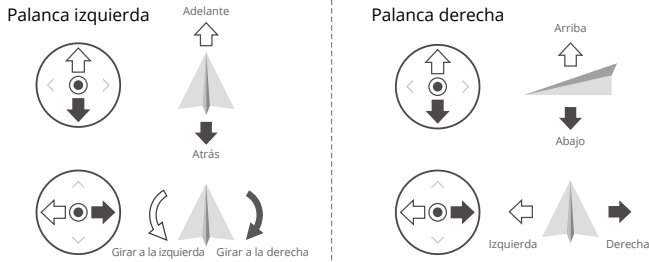 Palanca izquierda
Adelante
Atrás
Girar a la izquierda
Girar a la derecha
Palanca derecha
Arriba
Abajo
Izquierda
Derecha